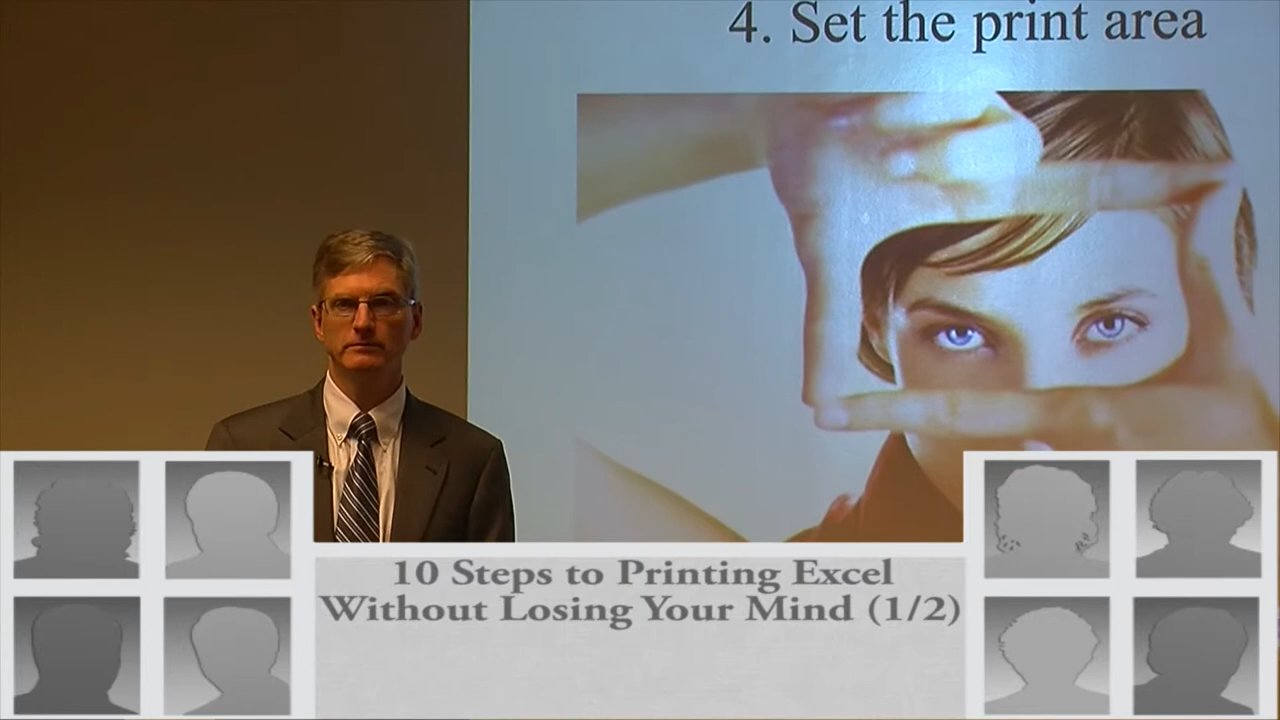 4. Set the print area
10 Steps to Printing Excel
Without Losing Your Mind (1/2)